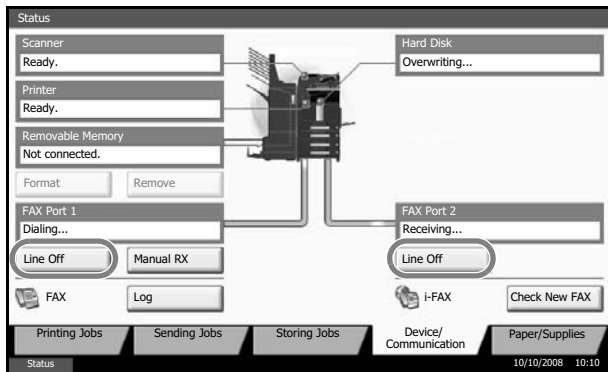 Status
Scanner
Ready.
Hard Disk
Overwriting...
Printer
Ready.
Removable Memory
Not connected.
Format
Remove
FAX Port 1
Dialing...
FAX Port 2
Receiving...
Line Off
Manual RX
Line Off
FAX
Log
i-FAX
Check New FAX
Printing Jobs
Sending Jobs
Storing Jobs
Device/
Communication
Paper/Supplies
Status
10/10/2008 10:10